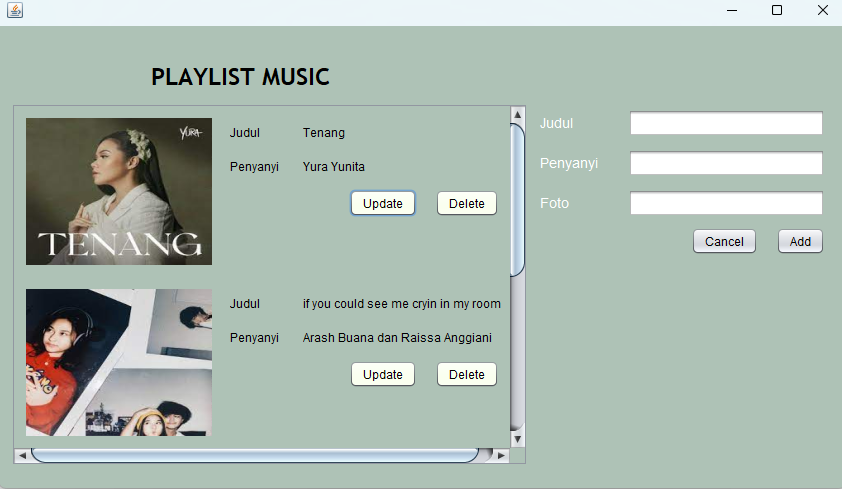 PLAYLIST MUSIC
YURA
TENANG
Judul Tenang
Penyanyi Yura Yunita
Update Delete
Judul if you could see me cryin in my room
Penyanyi Arash Buana dan Raissa Anggiani
Update Delete
Judul
Penyanyi
Foto
Cancel Add